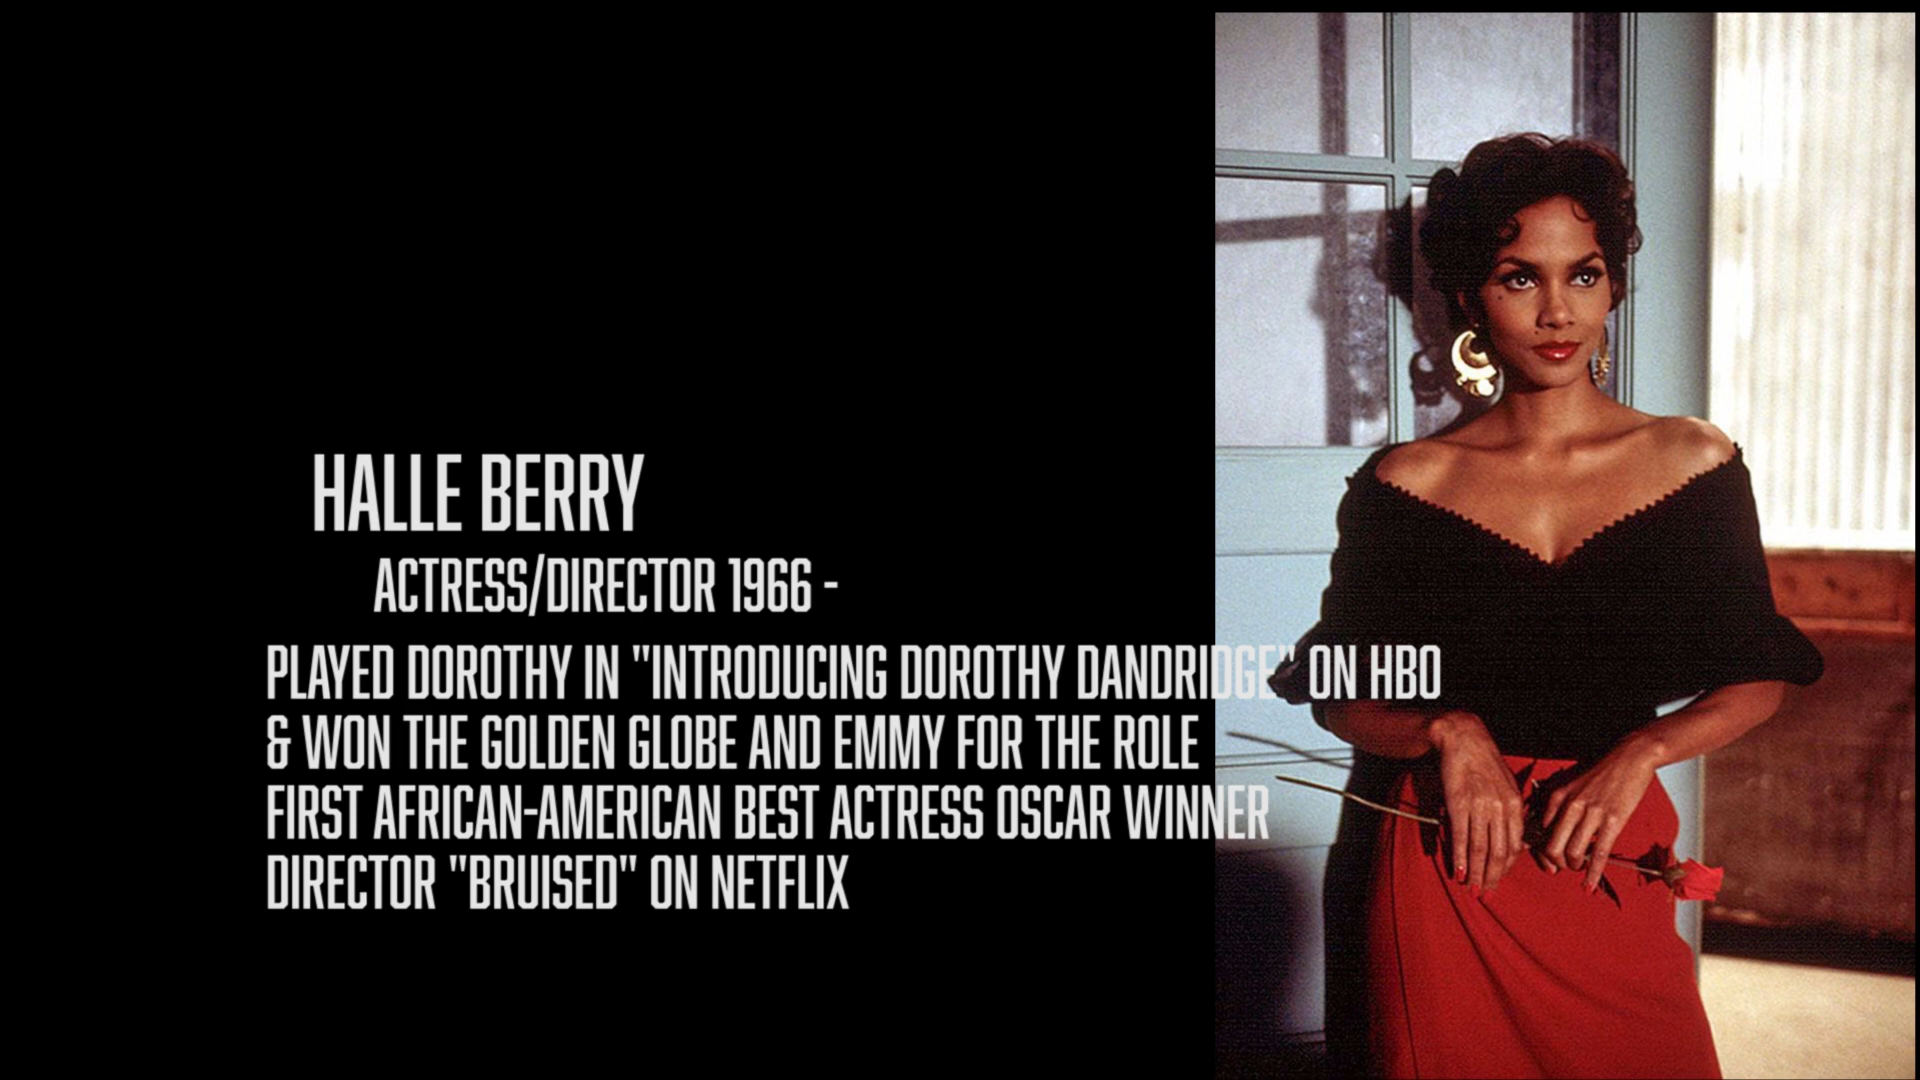 HALLE BERRY
ACTRESS/DIRECTOR 1966 -
PLAYED DOROTHY IN "INTRODUCING DOROTHY DANDRIDGE" ON HBO
& WON THE GOLDEN GLOBE AND EMMY FOR THE ROLE
FIRST AFRICAN-AMERICAN BEST ACTRESS OSCAR WINNER
DIRECTOR "BRUISED" ON NETFLIX